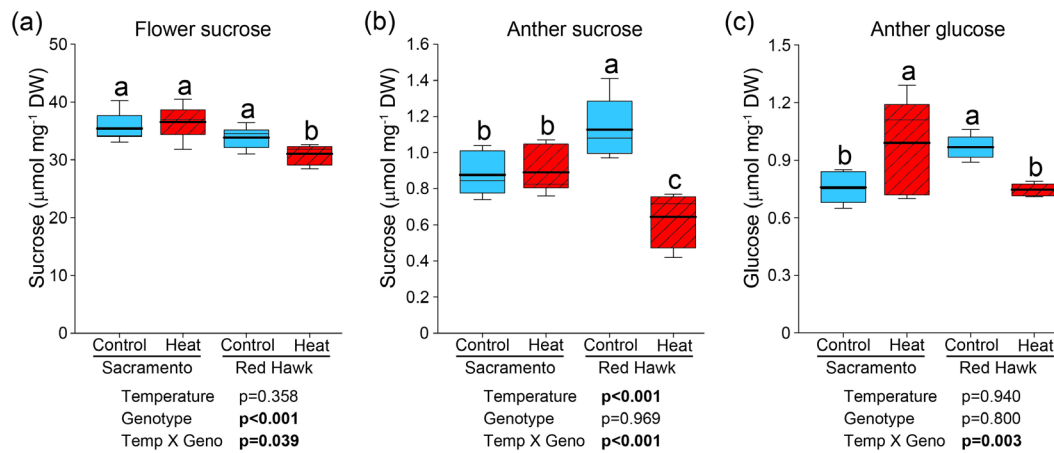 (a)
Flower sucrose
Sucrose (µmol mg⁻¹ DW)
50
40
30
20
10
0
a
a
a
b
Control Heat Control Heat
Sacramento Red Hawk
Temperature p=0.358
Genotype p<0.001
Temp X Geno p=0.039
(b)
Anther sucrose
Sucrose (µmol mg⁻¹ DW)
1.6
1.4
1.2
1.0
0.8
0.6
0.4
0.2
0
b
b
a
c
Control Heat Control Heat
Sacramento Red Hawk
Temperature p<0.001
Genotype p=0.969
Temp X Geno p<0.001
(c)
Anther glucose
Glucose (µmol mg⁻¹ DW)
1.5
1.2
0.9
0.6
0.3
0
b
a
a
b
Control Heat Control Heat
Sacramento Red Hawk
Temperature p=0.940
Genotype p=0.800
Temp X Geno p=0.003